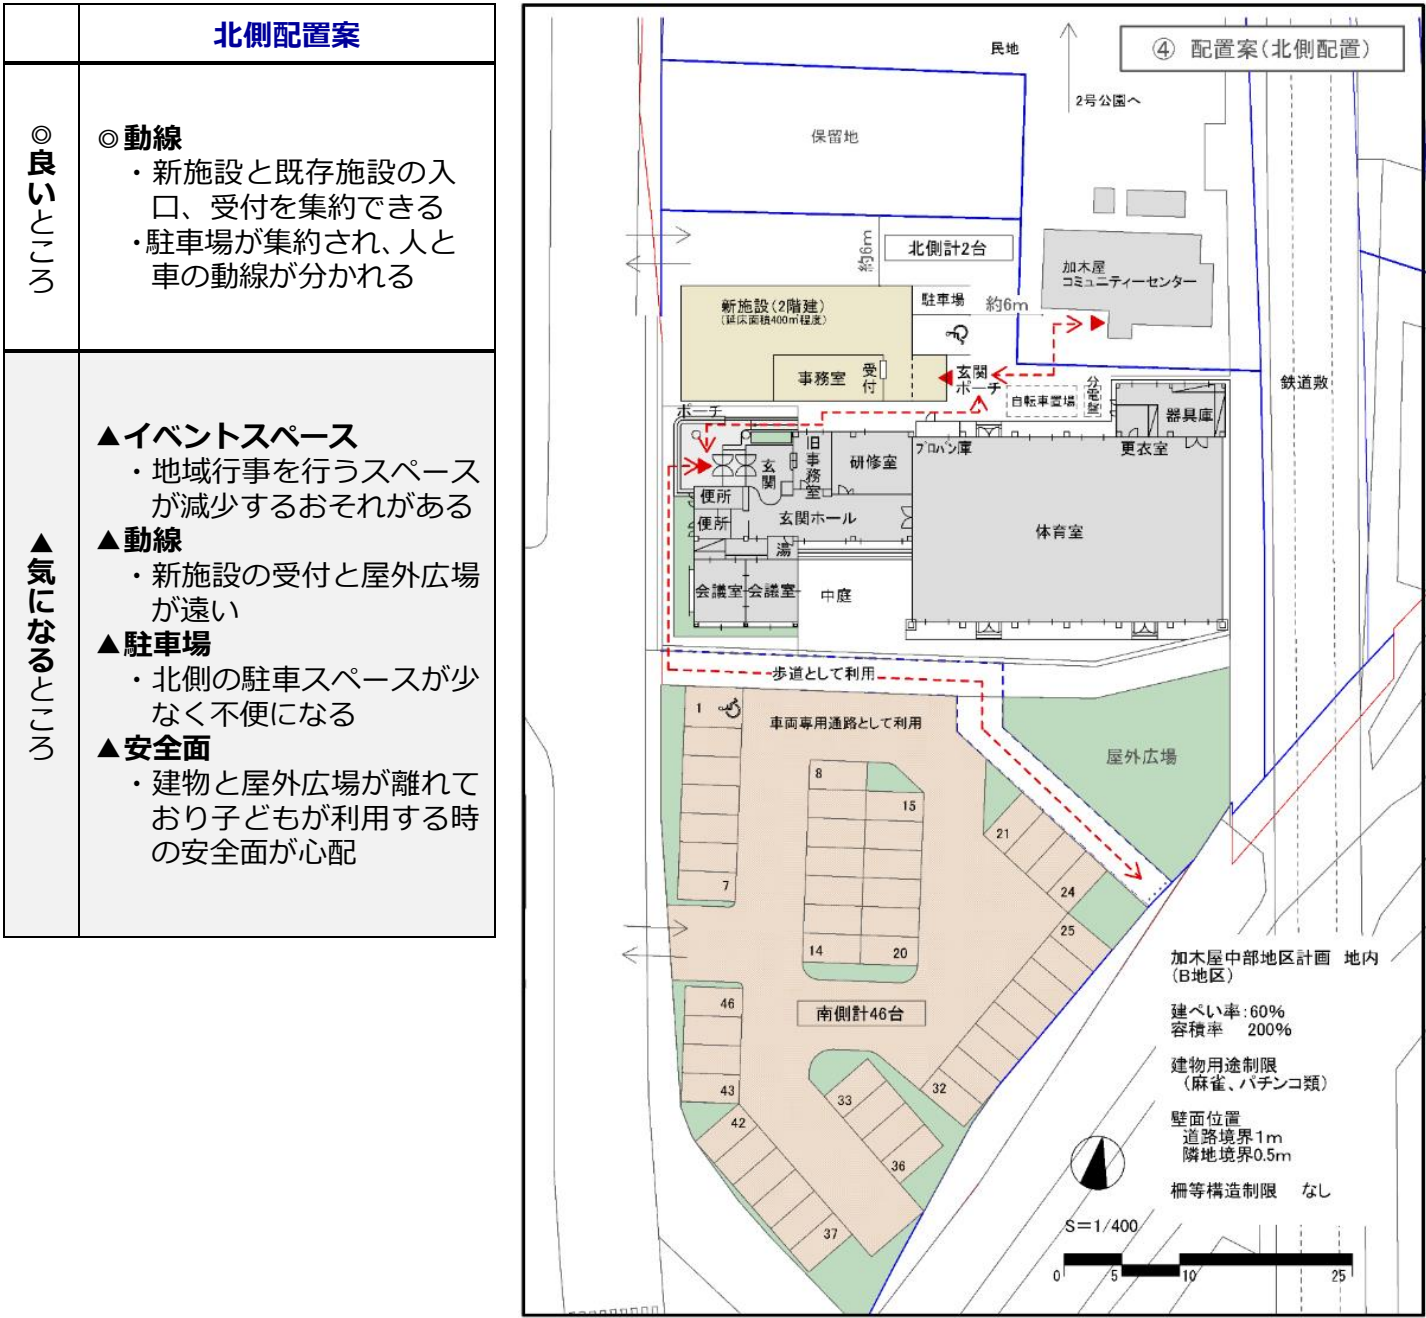 北側配置案
◎良いところ
◎動線
・新施設と既存施設の入
口、受付を集約できる
・駐車場が集約され、人と
車の動線が分かれる
▲気になるところ
▲イベントスペース
・地域行事を行うスペース
が減少するおそれがある
▲動線
・新施設の受付と屋外広場
が遠い
▲駐車場
・北側の駐車スペースが少
なく不便になる
▲安全面
・建物と屋外広場が離れて
おり子どもが利用する時
の安全面が心配
④ 配置案(北側配置)
民地
2号公園へ
保留地
約6m
北側計2台
加木屋
コミュニティーセンター
新施設(2階建)
(延床面積400㎡程度)
駐車場
約6m
事務室
受付
玄関
ポーチ
自転車置場
分電盤
鉄道敷
ポーチ
器具庫
玄関
旧事務室
研修室
プロパン庫
更衣室
便所
便所
玄関ホール
体育室
湯
会議室
会議室
中庭
歩道として利用
1
車両専用通路として利用
屋外広場
8
15
21
7
24
25
14
20
46
南側計46台
43
33
32
42
36
37
加木屋中部地区計画 地内
(B地区)
建ぺい率:60%
容積率 200%
建物用途制限
(麻雀、パチンコ類)
壁面位置
道路境界1m
隣地境界0.5m
柵等構造制限 なし
S=1/400
0
5
10
25